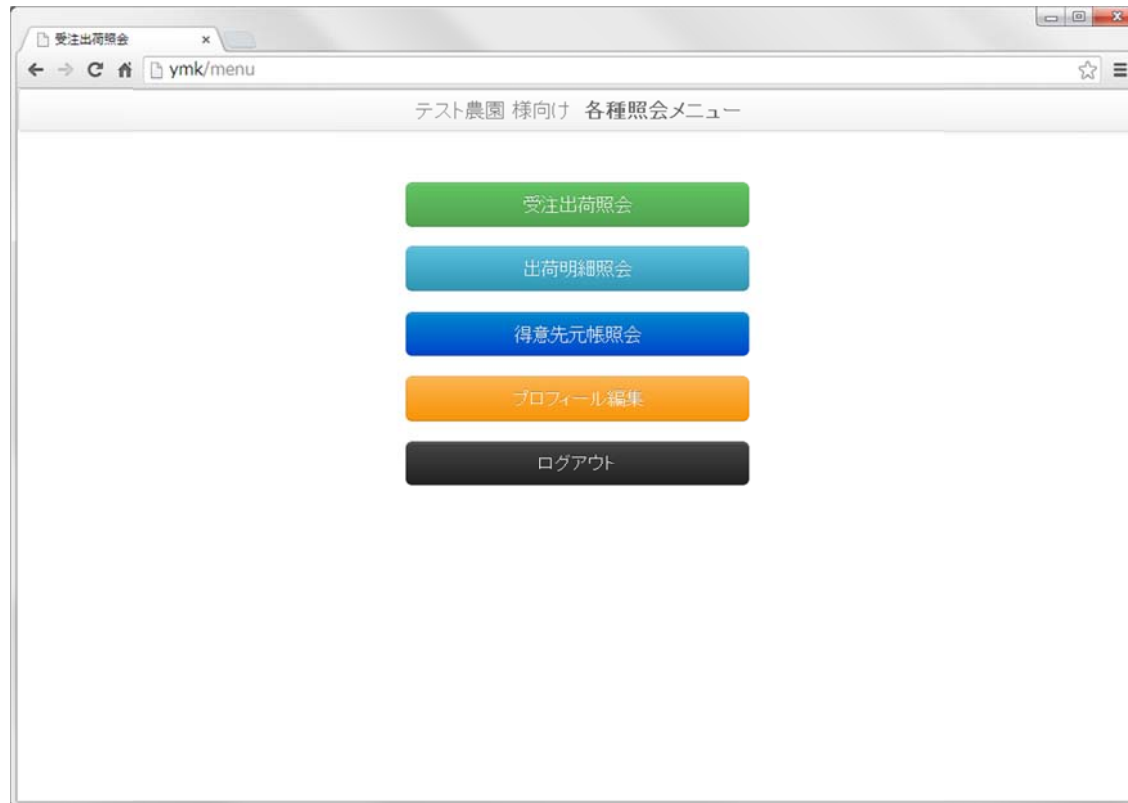 受注出荷照会
ymk/menu
テスト農園 様向け 各種照会メニュー
受注出荷照会
出荷明細照会
得意先元帳照会
プロフィール編集
ログアウト